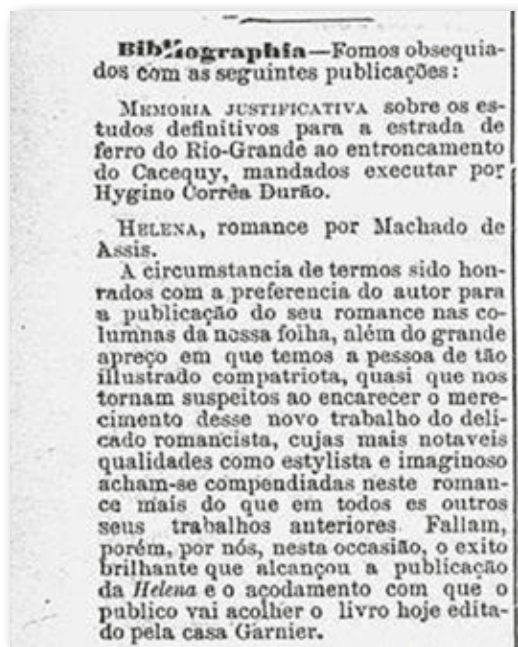 Bibliographia—Fomos obsequia-
dos com as seguintes publicações:
MEMORIA JUSTIFICATIVA sobre os es-
tudos definitivos para a estrada de
ferro do Rio-Grande ao entroncamento
do Cacequy, mandados executar por
Hygino Corrêa Durão.
HELENA, romance por Machado de
Assis.
A circumstancia de termos sido hon-
rados com a preferencia do autor para
a publicação do seu romance nas co-
lumnas da nossa folha, além do grande
apreço em que temos a pessoa de tão
illustrado compatriota, quasi que nos
tornam suspeitos ao encarecer o mere-
cimento desse novo trabalho do deli-
cado romancista, cujas mais notaveis
qualidades como estylista e imaginoso
acham-se compendiadas neste roman-
ce mais do que em todos os outros
seus trabalhos anteriores. Fallam,
porém, por nós, nesta occasião, o exito
brilhante que alcançou a publicação
da Helena e o açodamento com que o
publico vai acolher o livro hoje edita-
do pela casa Garnier.